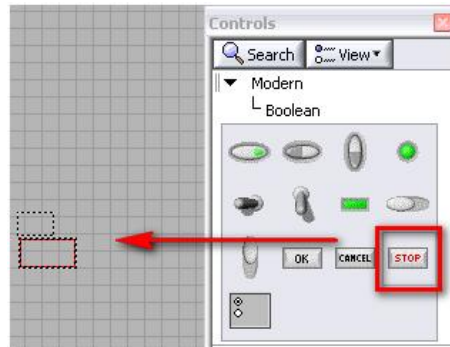 Controls
Search View
Modern
Boolean
OK CANCEL STOP